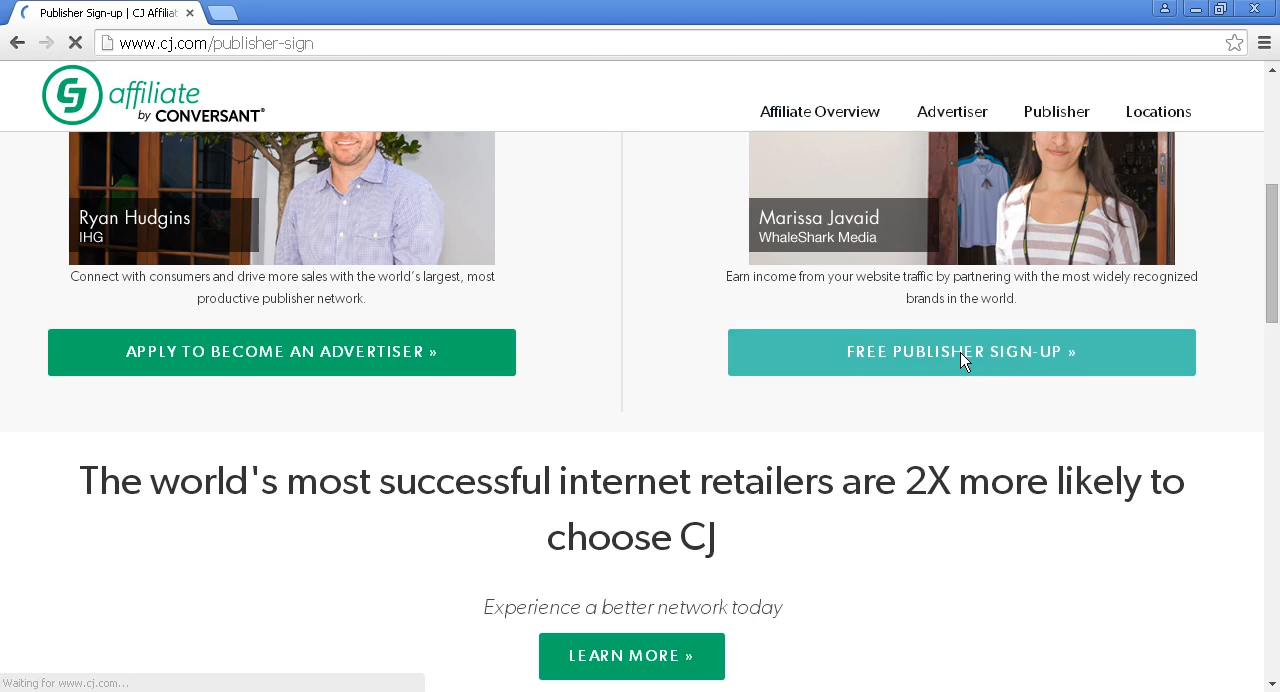 Publisher Sign-up | CJ Affiliat
www.cj.com/publisher-sign
CJ affiliate
by CONVERSANT®
Affiliate Overview
Advertiser
Publisher
Locations
Ryan Hudgins
IHG
Connect with consumers and drive more sales with the world's largest, most
productive publisher network.
APPLY TO BECOME AN ADVERTISER »
Marissa Javaid
WhaleShark Media
Earn income from your website traffic by partnering with the most widely recognized
brands in the world.
FREE PUBLISHER SIGN-UP »
The world's most successful internet retailers are 2X more likely to
choose CJ
Experience a better network today
LEARN MORE »
Waiting for www.cj.com...